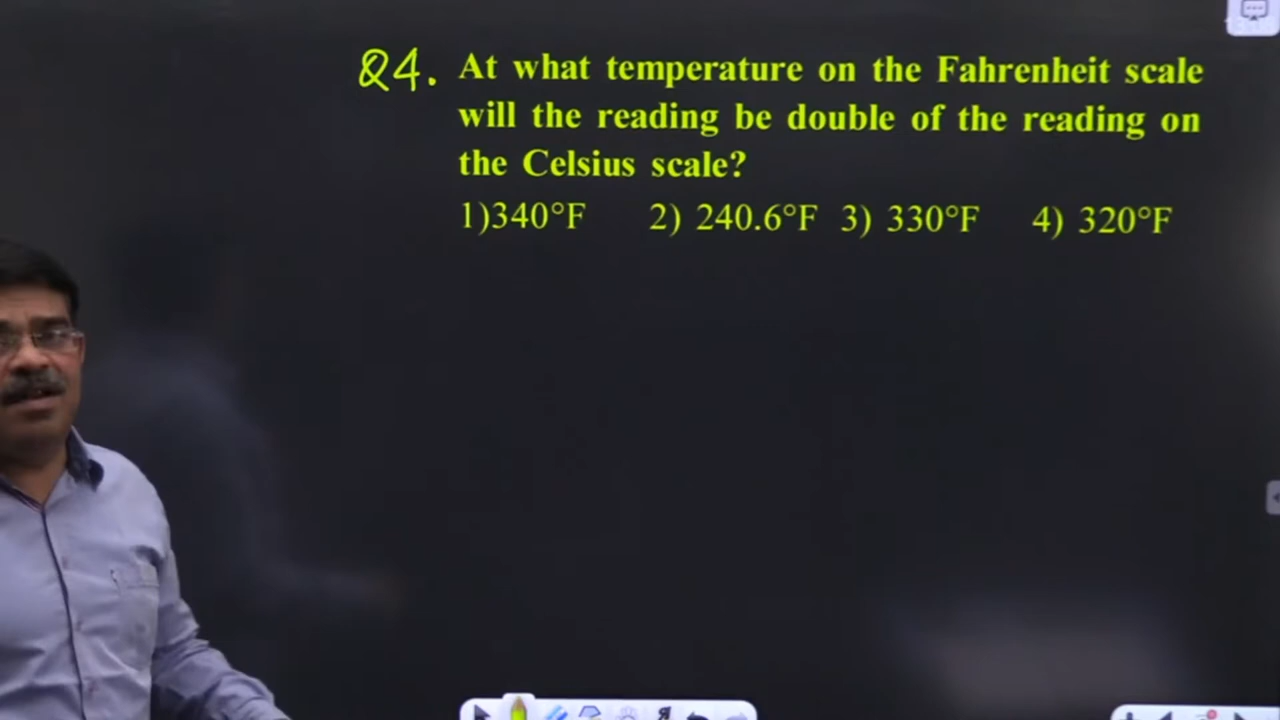 Q4. At what temperature on the Fahrenheit scale
will the reading be double of the reading on
the Celsius scale?
1)340°F 2) 240.6°F 3) 330°F 4) 320°F